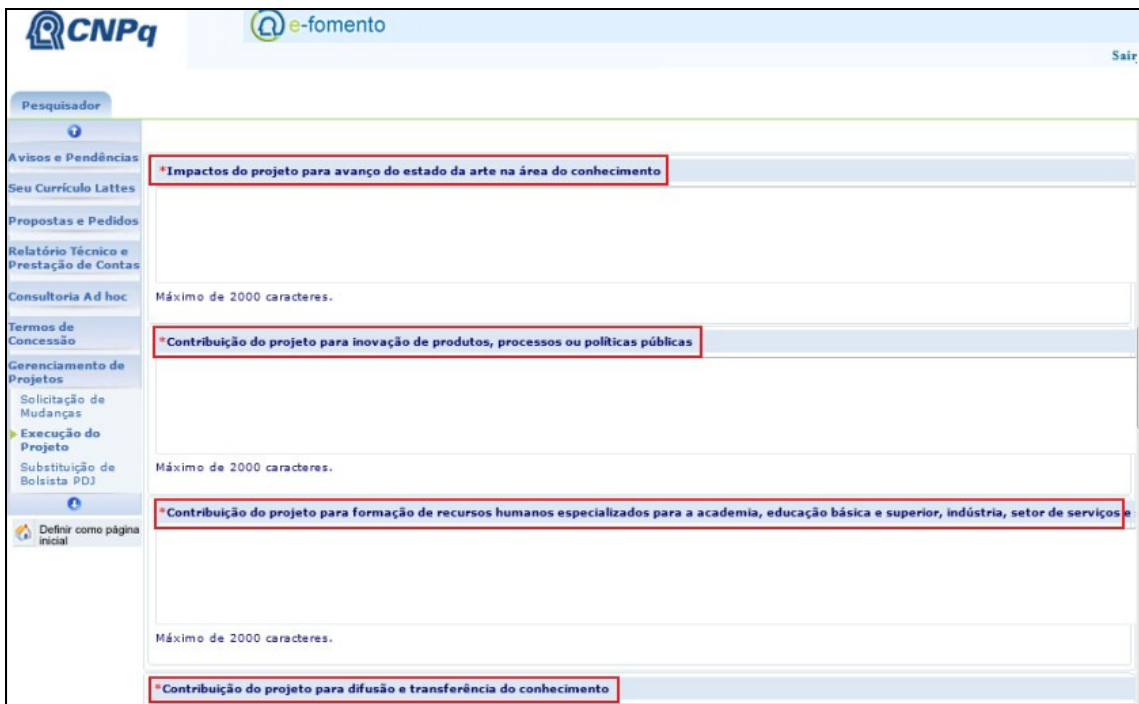 CNPq
e-fomento
Sair
Pesquisador
Avisos e Pendências
Seu Currículo Lattes
Propostas e Pedidos
Relatório Técnico e
Prestação de Contas
Consultoria Ad hoc
Termos de
Concessão
Gerenciamento de
Projetos
Solicitação de
Mudanças
Execução do
Projeto
Substituição de
Bolsista PDJ
Definir como página
inicial
*Impactos do projeto para avanço do estado da arte na área do conhecimento
Máximo de 2000 caracteres.
*Contribuição do projeto para inovação de produtos, processos ou políticas públicas
Máximo de 2000 caracteres.
*Contribuição do projeto para formação de recursos humanos especializados para a academia, educação básica e superior, indústria, setor de serviços e
Máximo de 2000 caracteres.
*Contribuição do projeto para difusão e transferência do conhecimento